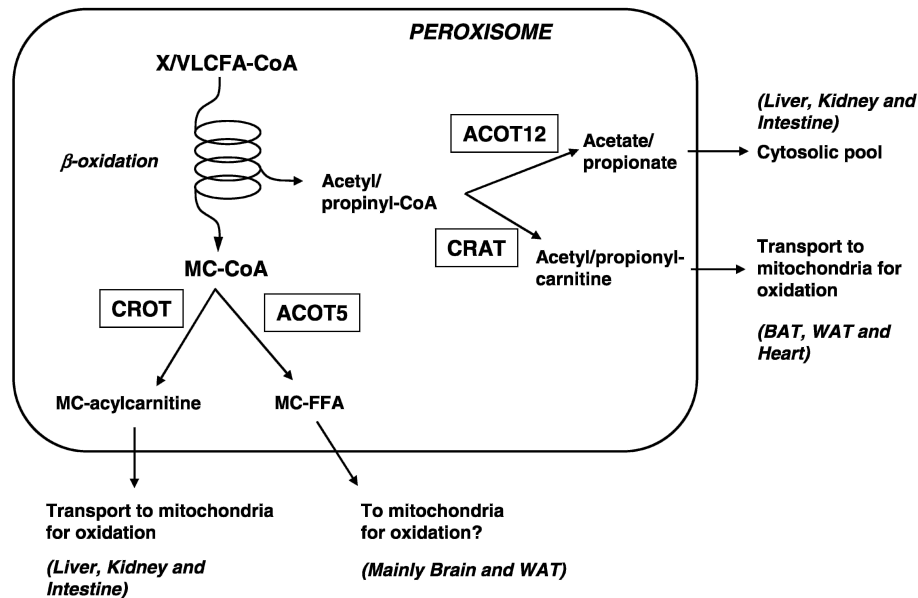 PEROXISOME
X/VLCFA-CoA
β-oxidation
Acetyl/
propinyl-CoA
ACOT12
Acetate/
propionate
(Liver, Kidney and
Intestine)
Cytosolic pool
CRAT
Acetyl/propionyl-
carnitine
Transport to
mitochondria for
oxidation
(BAT, WAT and
Heart)
MC-CoA
CROT
ACOT5
MC-acylcarnitine
MC-FFA
Transport to mitochondria
for oxidation
(Liver, Kidney and
Intestine)
To mitochondria
for oxidation?
(Mainly Brain and WAT)